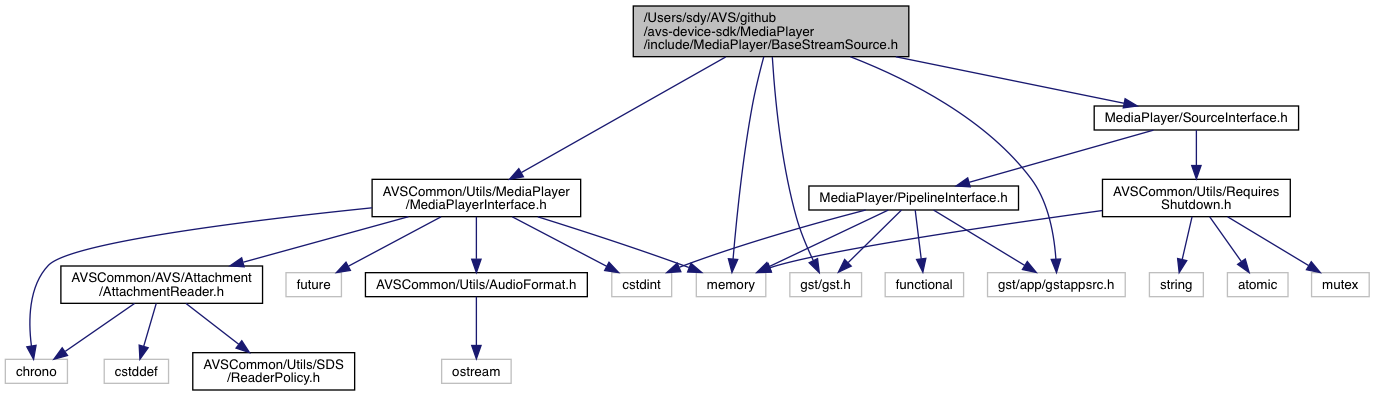 /Users/sdy/AVS/github
/avs-device-sdk/MediaPlayer
/include/MediaPlayer/BaseStreamSource.h
MediaPlayer/SourceInterface.h
AVSCommon/Utils/MediaPlayer
/MediaPlayerInterface.h
MediaPlayer/PipelineInterface.h
AVSCommon/Utils/Requires
Shutdown.h
AVSCommon/AVS/Attachment
/AttachmentReader.h
future
AVSCommon/Utils/AudioFormat.h
cstdint
memory
gst/gst.h
functional
gst/app/gstappsrc.h
string
atomic
mutex
chrono
cstddef
AVSCommon/Utils/SDS
/ReaderPolicy.h
ostream